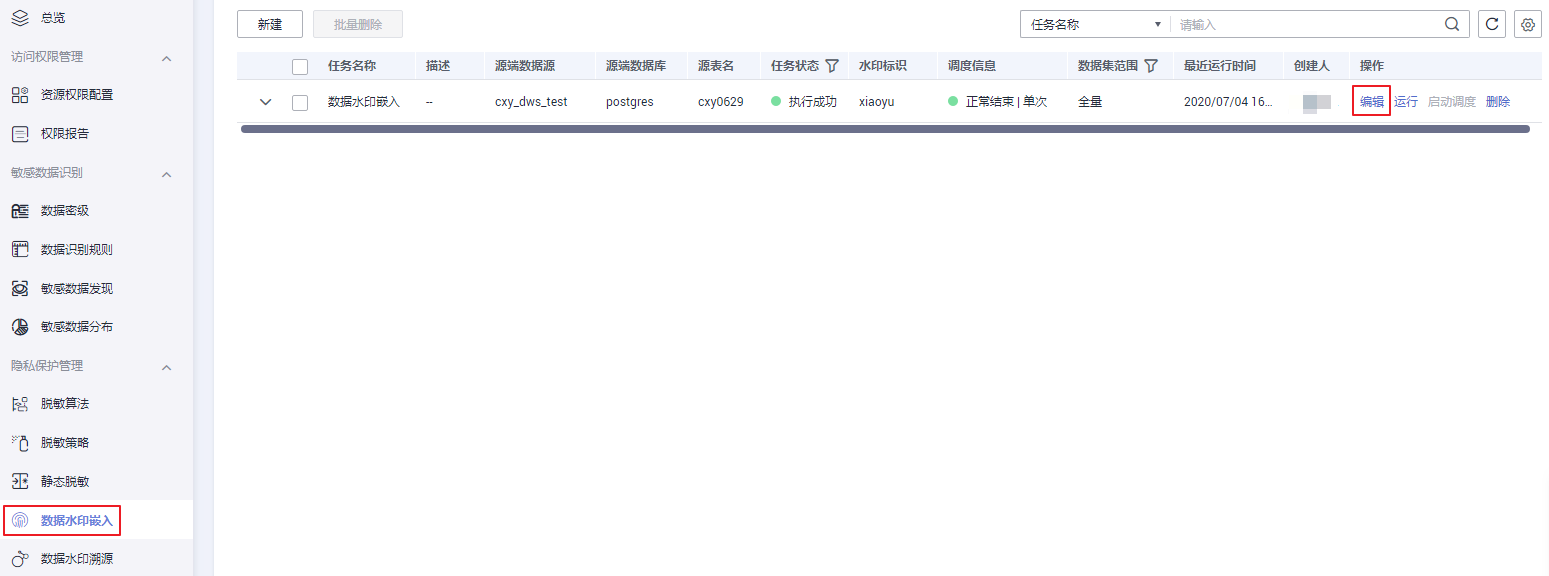 总览
访问权限管理
资源权限配置
权限报告
敏感数据识别
数据密级
数据识别规则
敏感数据发现
敏感数据分布
隐私保护管理
脱敏算法
脱敏策略
静态脱敏
数据水印嵌入
数据水印溯源
新建 批量删除 任务名称 请输入
任务名称 描述 源端数据源 源端数据库 源表名 任务状态 水印标识 调度信息 数据集范围 最近运行时间 创建人 操作
数据水印嵌入 -- cxy_dws_test postgres cxy0629 执行成功 xiaoyu 正常结束 | 单次 全量 2020/07/04 16... 编辑 运行 启动调度 删除